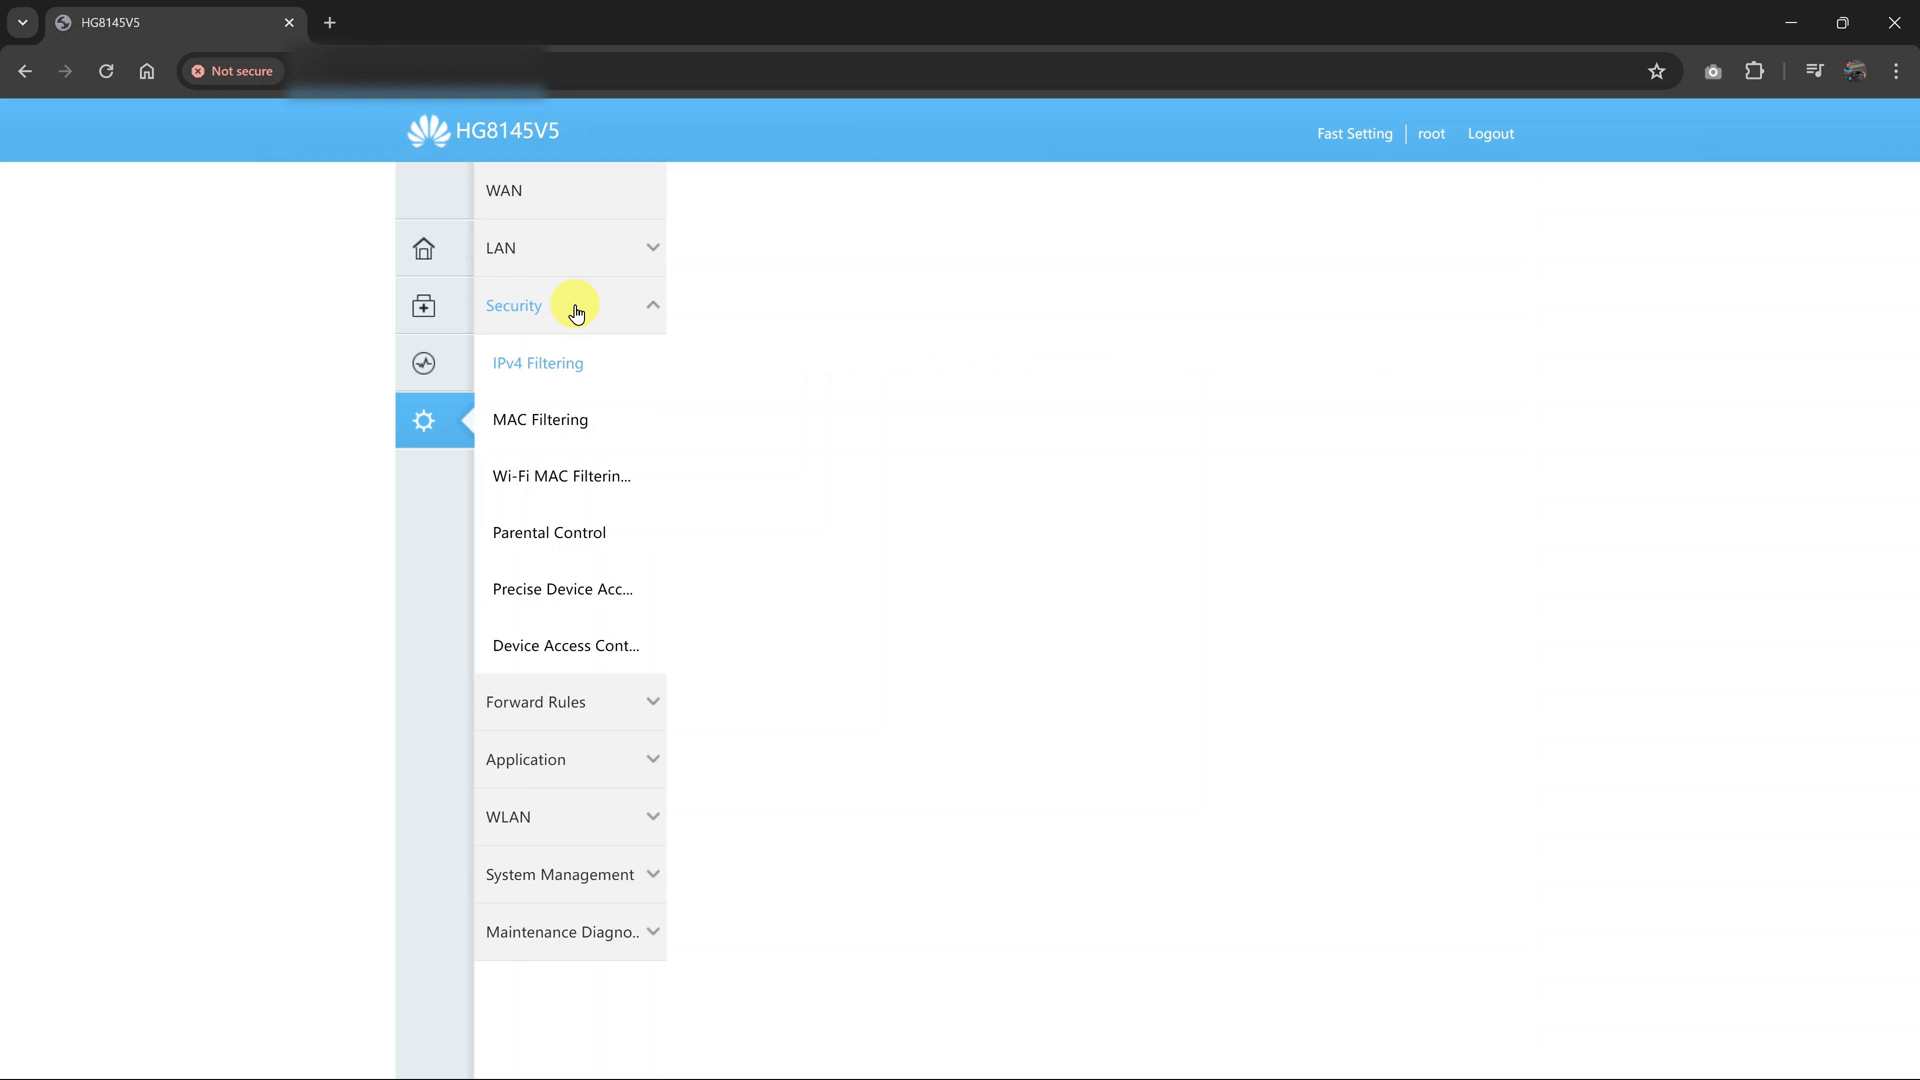 HG8145V5
Not secure
HG8145V5
Fast Setting root Logout
WAN
LAN
Security
IPv4 Filtering
MAC Filtering
Wi-Fi MAC Filterin...
Parental Control
Precise Device Acc...
Device Access Cont...
Forward Rules
Application
WLAN
System Management
Maintenance Diagno..